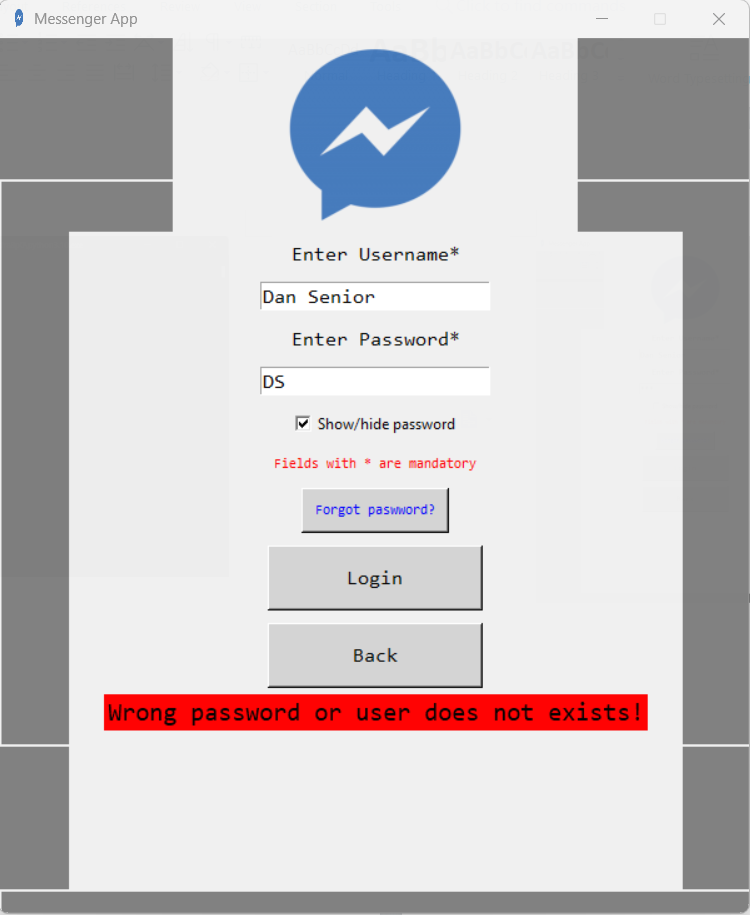 Messenger App
Enter Username*
Dan Senior
Enter Password*
DS
Show/hide password
Fields with * are mandatory
Forgot paswword?
Login
Back
Wrong password or user does not exists!